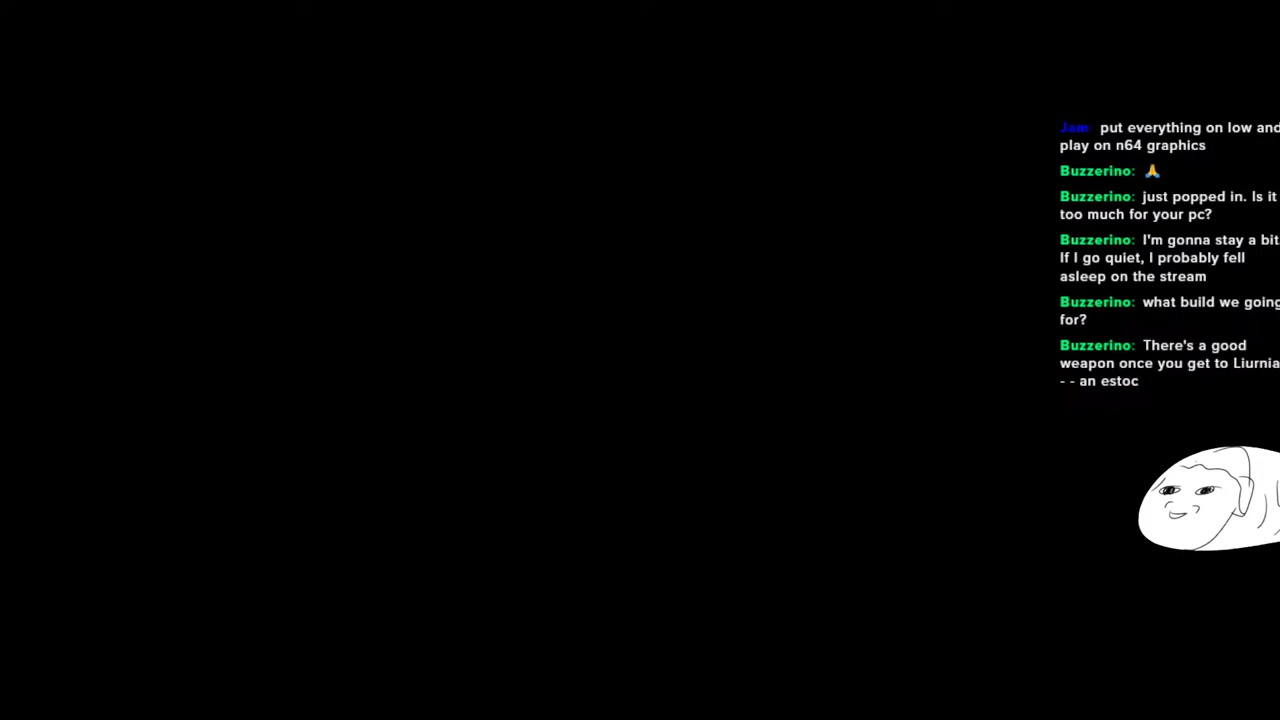 Jam put everything on low and
play on n64 graphics
Buzzerino: 🙏
Buzzerino: just popped in. Is it
too much for your pc?
Buzzerino: I'm gonna stay a bit.
If I go quiet, I probably fell
asleep on the stream
Buzzerino: what build we going
for?
Buzzerino: There's a good
weapon once you get to Liurnia
- - an estoc